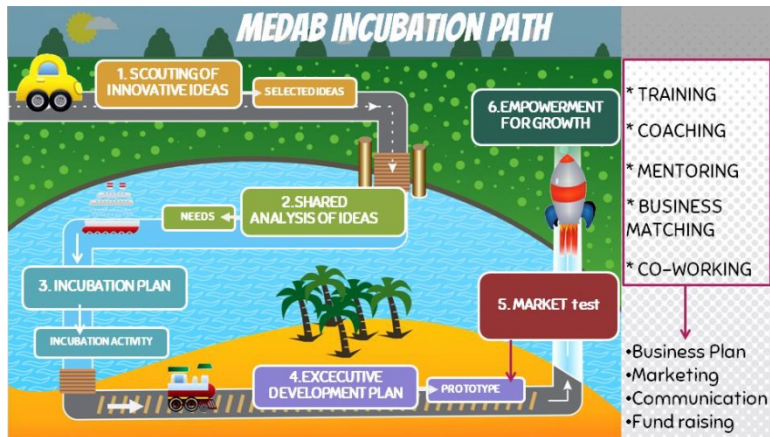 MEDAB INCUBATION PATH
1. SCOUTING OF
INNOVATIVE IDEAS
SELECTED IDEAS
2.SHARED
ANALYSIS OF IDEAS
NEEDS
3. INCUBATION PLAN
INCUBATION ACTIVITY
4.EXCECUTIVE
DEVELOPMENT PLAN
PROTOTYPE
5. MARKET test
6.EMPOWERMENT
FOR GROWTH
* TRAINING
* COACHING
* MENTORING
* BUSINESS
MATCHING
* CO-WORKING
•Business Plan
•Marketing
•Communication
•Fund raising